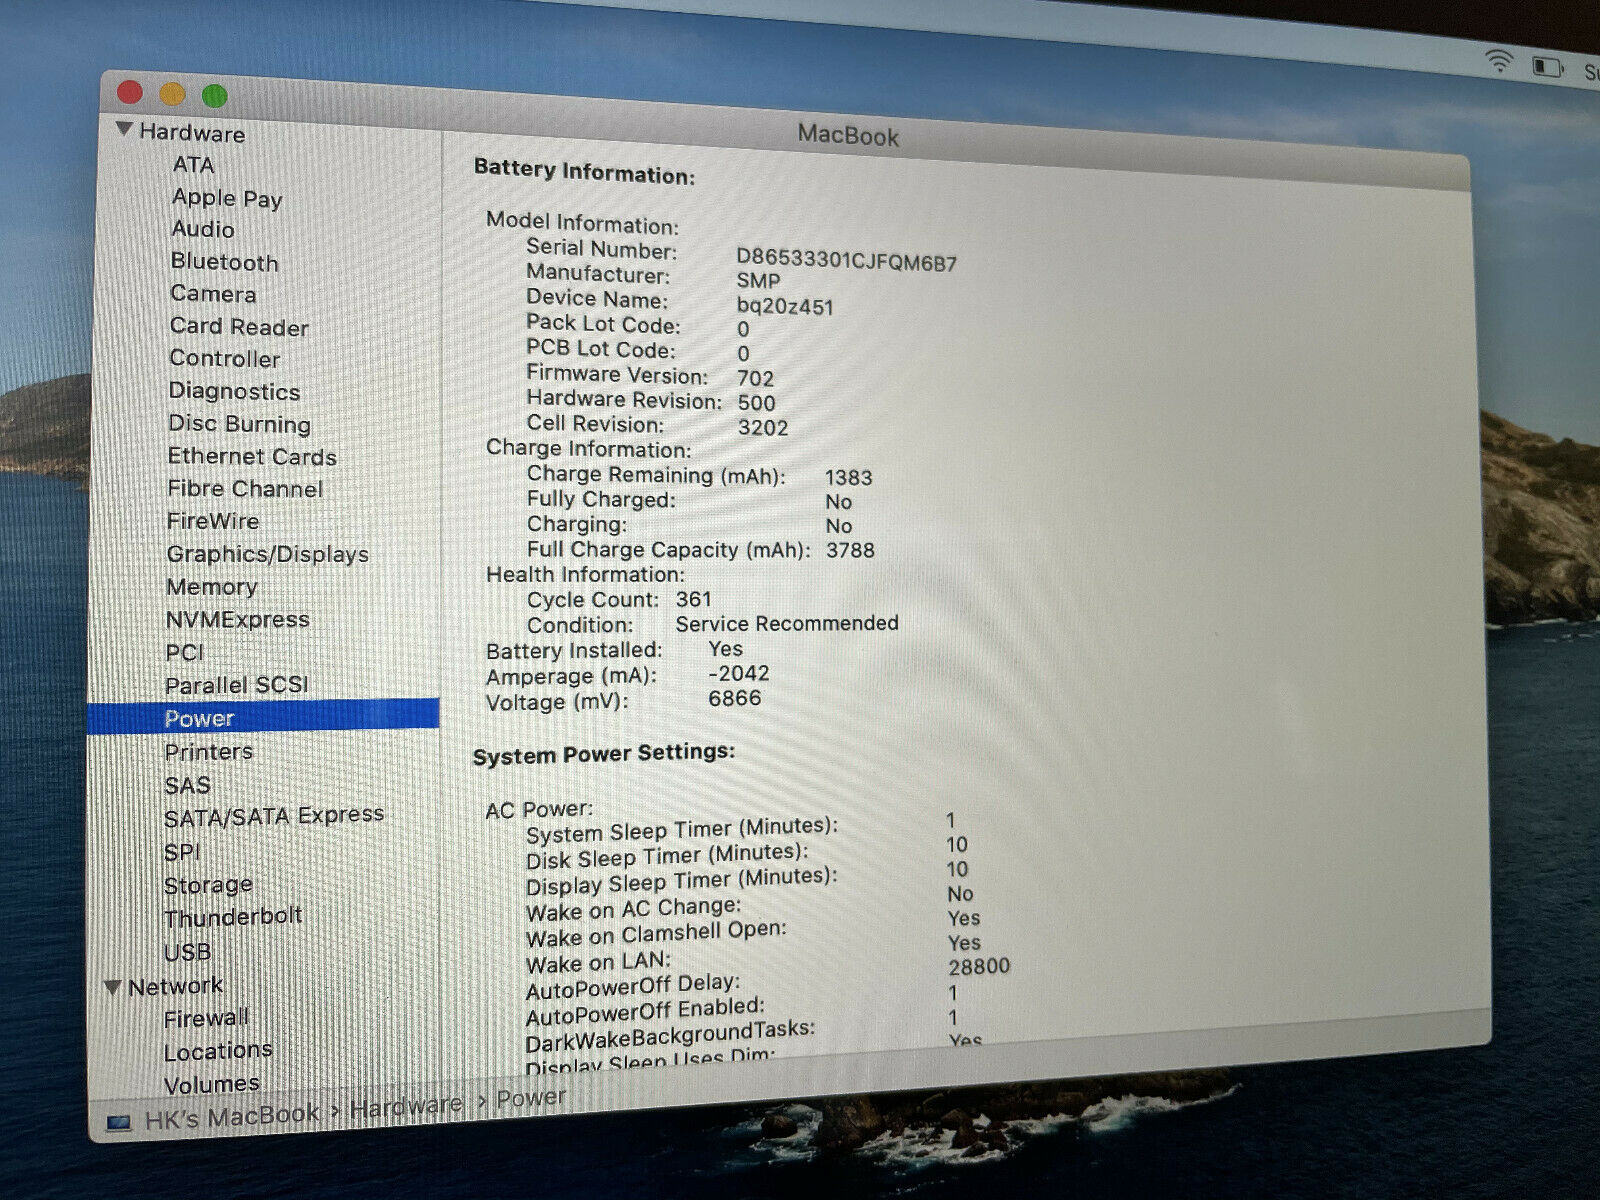 Su
MacBook
Hardware
ATA
Apple Pay
Audio
Bluetooth
Camera
Card Reader
Controller
Diagnostics
Disc Burning
Ethernet Cards
Fibre Channel
FireWire
Graphics/Displays
Memory
NVMExpress
PCI
Parallel SCSI
Power
Printers
SAS
SATA/SATA Express
SPI
Storage
Thunderbolt
USB
Network
Firewall
Locations
Volumes
Battery Information:
Model Information:
Serial Number: D86533301CJFQM6B7
Manufacturer: SMP
Device Name: bq20z451
Pack Lot Code: 0
PCB Lot Code: 0
Firmware Version: 702
Hardware Revision: 500
Cell Revision: 3202
Charge Information:
Charge Remaining (mAh): 1383
Fully Charged: No
Charging: No
Full Charge Capacity (mAh): 3788
Health Information:
Cycle Count: 361
Condition: Service Recommended
Battery Installed: Yes
Amperage (mA): -2042
Voltage (mV): 6866
System Power Settings:
AC Power:
System Sleep Timer (Minutes): 1
Disk Sleep Timer (Minutes): 10
Display Sleep Timer (Minutes): 10
Wake on AC Change: No
Wake on Clamshell Open: Yes
Wake on LAN: Yes
AutoPowerOff Delay: 28800
AutoPowerOff Enabled: 1
DarkWakeBackgroundTasks: 1
Display Sleep Uses Dim: Yes
HK's MacBook › Hardware › Power